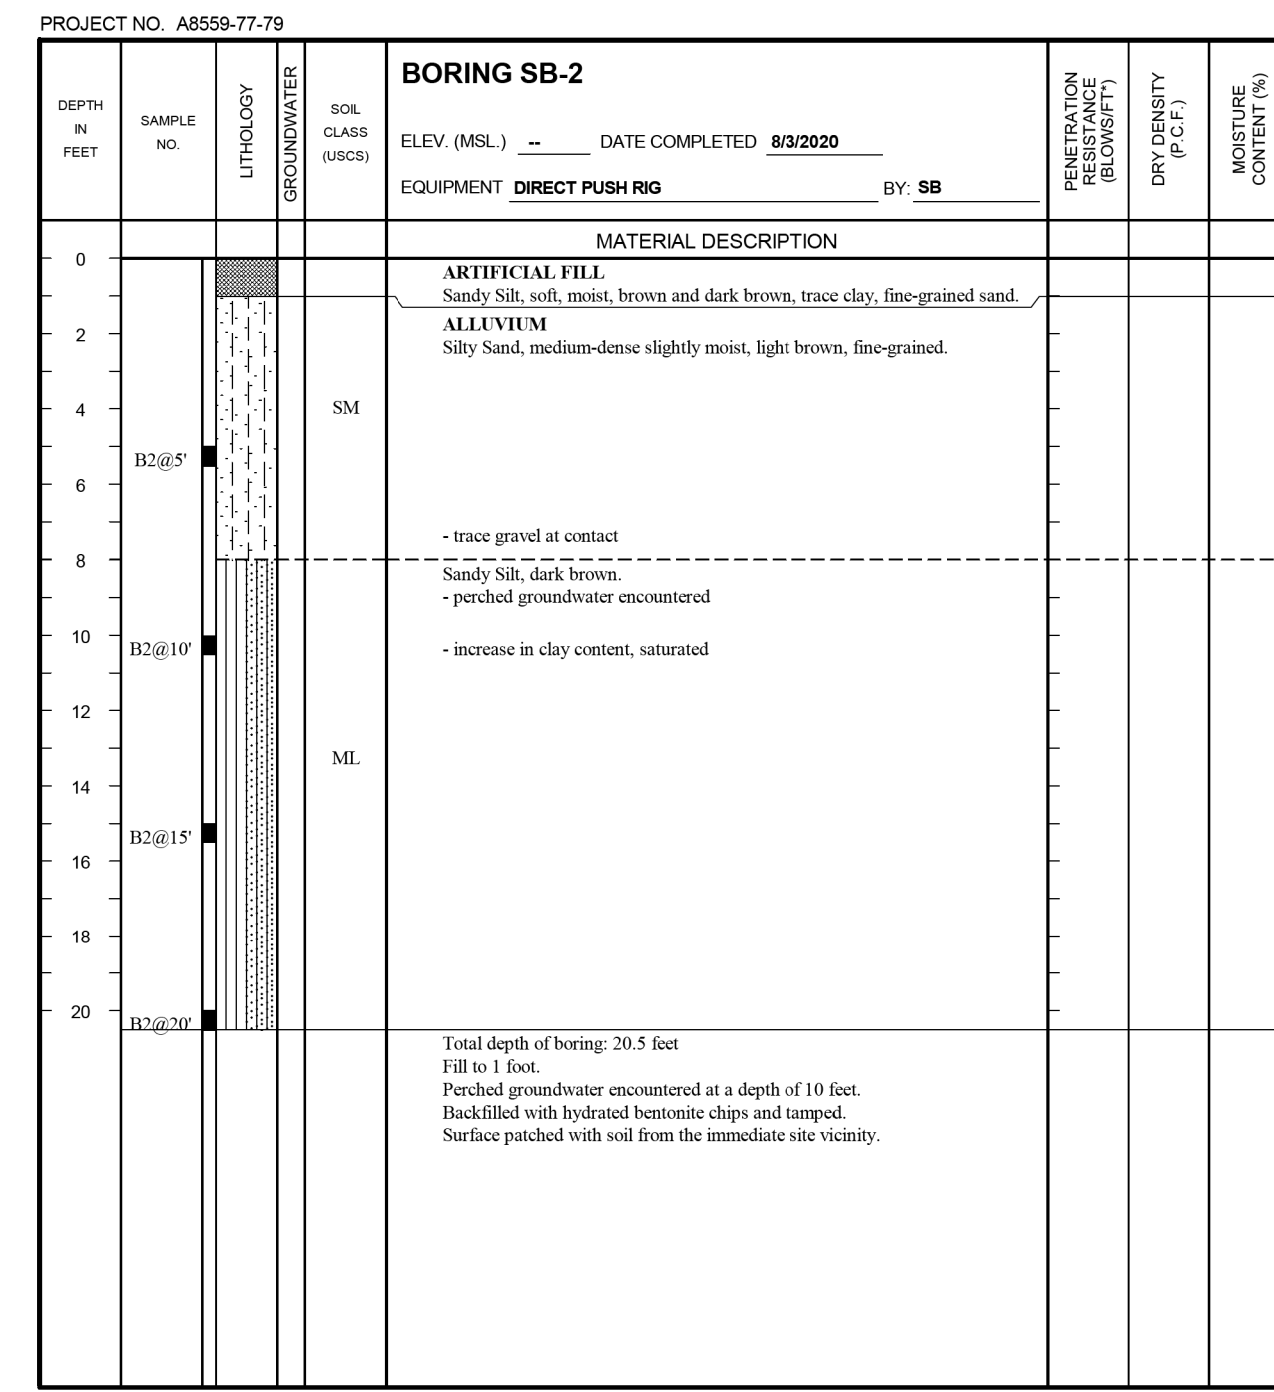 PROJECT NO. A8559-77-79
DEPTH
IN
FEET
SAMPLE
NO.
LITHOLOGY
GROUNDWATER
SOIL
CLASS
(USCS)
BORING SB-2
ELEV. (MSL.) -- DATE COMPLETED 8/3/2020
EQUIPMENT DIRECT PUSH RIG BY: SB
PENETRATION
RESISTANCE
(BLOWS/FT*)
DRY DENSITY
(P.C.F.)
MOISTURE
CONTENT (%)
MATERIAL DESCRIPTION
0
ARTIFICIAL FILL
Sandy Silt, soft, moist, brown and dark brown, trace clay, fine-grained sand.
ALLUVIUM
2
Silty Sand, medium-dense slightly moist, light brown, fine-grained.
4 SM
B2@5'
6
- trace gravel at contact
8
Sandy Silt, dark brown.
- perched groundwater encountered
10
B2@10' - increase in clay content, saturated
12
ML
14
B2@15'
16
18
20
B2@20'
Total depth of boring: 20.5 feet
Fill to 1 foot.
Perched groundwater encountered at a depth of 10 feet.
Backfilled with hydrated bentonite chips and tamped.
Surface patched with soil from the immediate site vicinity.